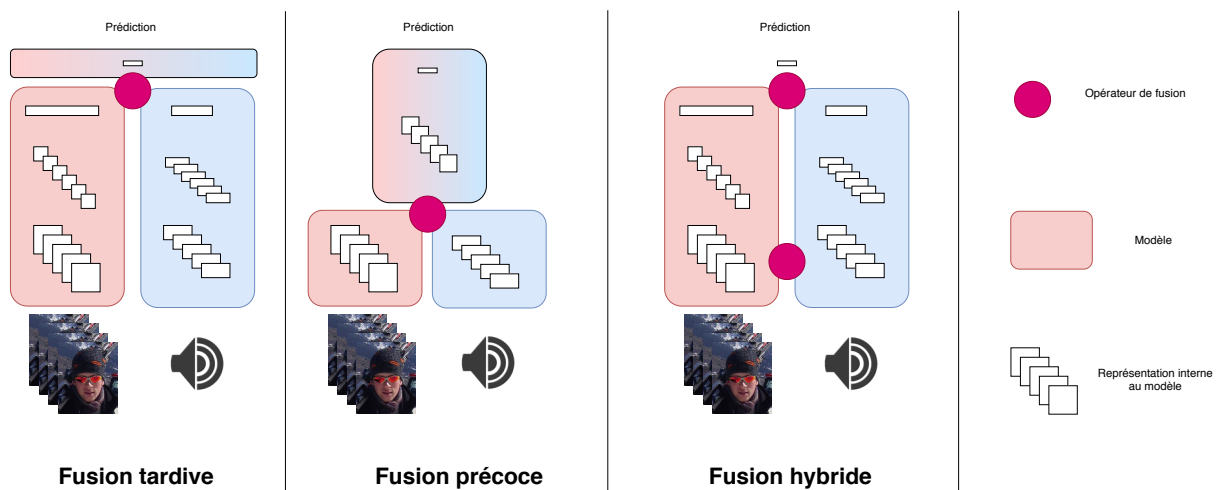 Prédiction
Prédiction
Prédiction
Opérateur de fusion
Modèle
Représentation interne
au modèle
Fusion tardive
Fusion précoce
Fusion hybride